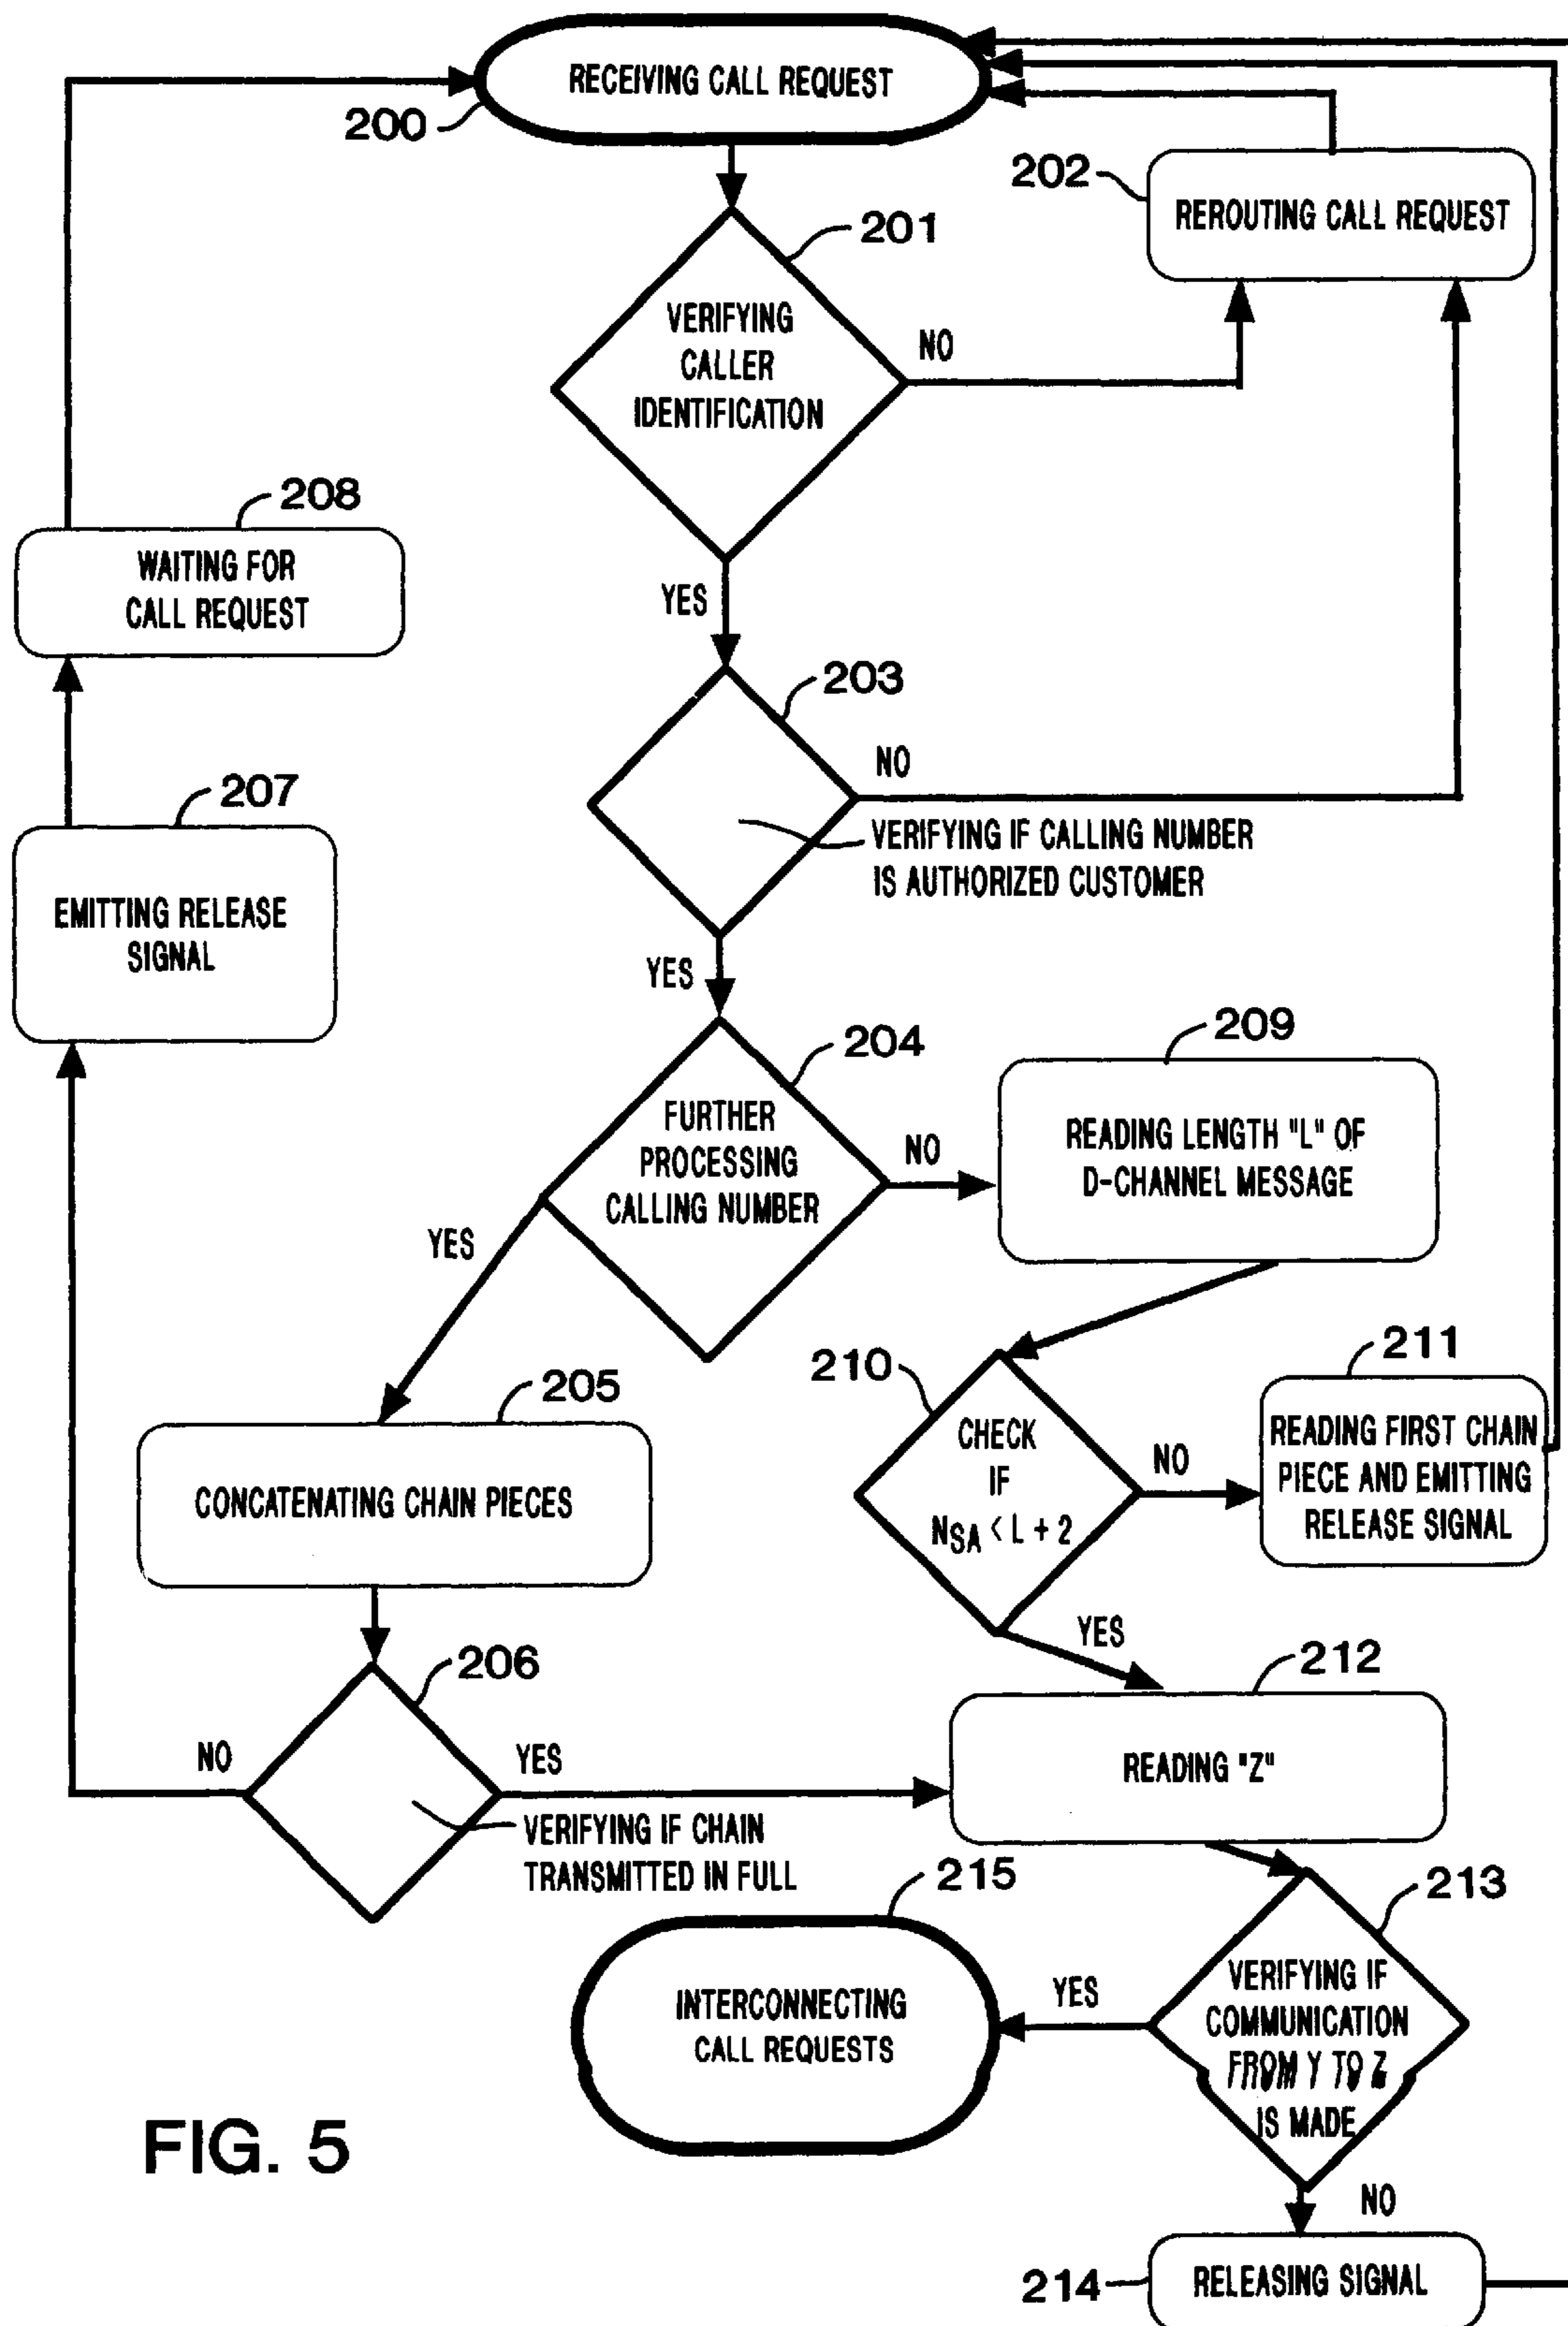 RECEIVING CALL REQUEST
200
202
REROUTING CALL REQUEST
201
VERIFYING
CALLER
IDENTIFICATION
NO
208
WAITING FOR
CALL REQUEST
YES
203
NO
VERIFYING IF CALLING NUMBER
IS AUTHORIZED CUSTOMER
207
EMITTING RELEASE
SIGNAL
YES
204
FURTHER
PROCESSING
CALLING NUMBER
NO
209
READING LENGTH "L" OF
D-CHANNEL MESSAGE
YES
205
CONCATENATING CHAIN PIECES
210
CHECK
IF
NSA < L + 2
NO
211
READING FIRST CHAIN
PIECE AND EMITTING
RELEASE SIGNAL
YES
206
NO
YES
VERIFYING IF CHAIN
TRANSMITTED IN FULL
212
READING "Z"
213
VERIFYING IF
COMMUNICATION
FROM Y TO Z
IS MADE
YES
215
INTERCONNECTING
CALL REQUESTS
NO
214
RELEASING SIGNAL
FIG. 5